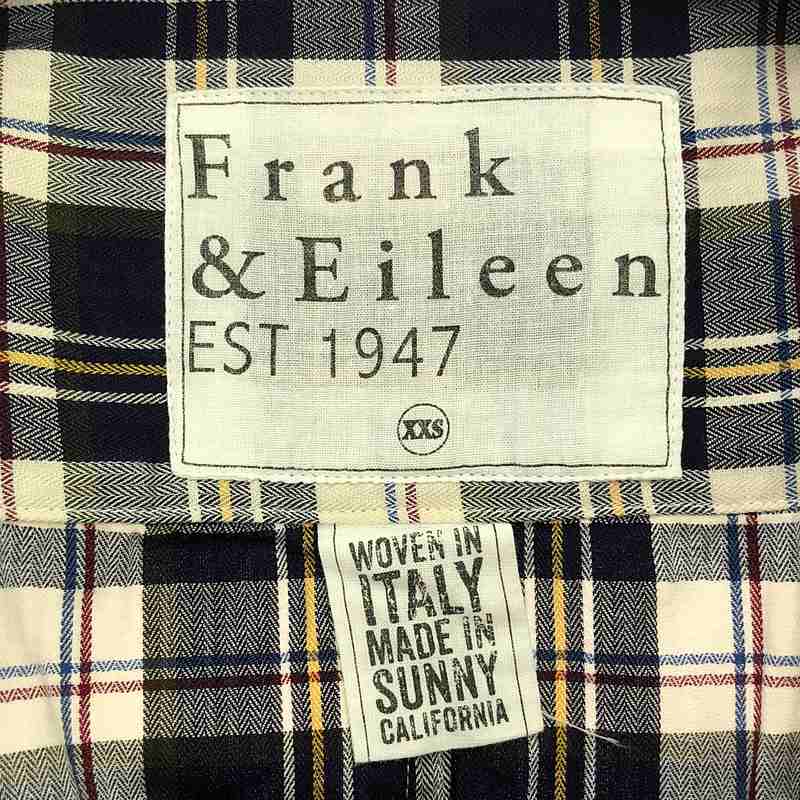 Frank
& Eileen
EST 1947
XXS
WOVEN IN
ITALY
MADE IN
SUNNY
CALIFORNIA